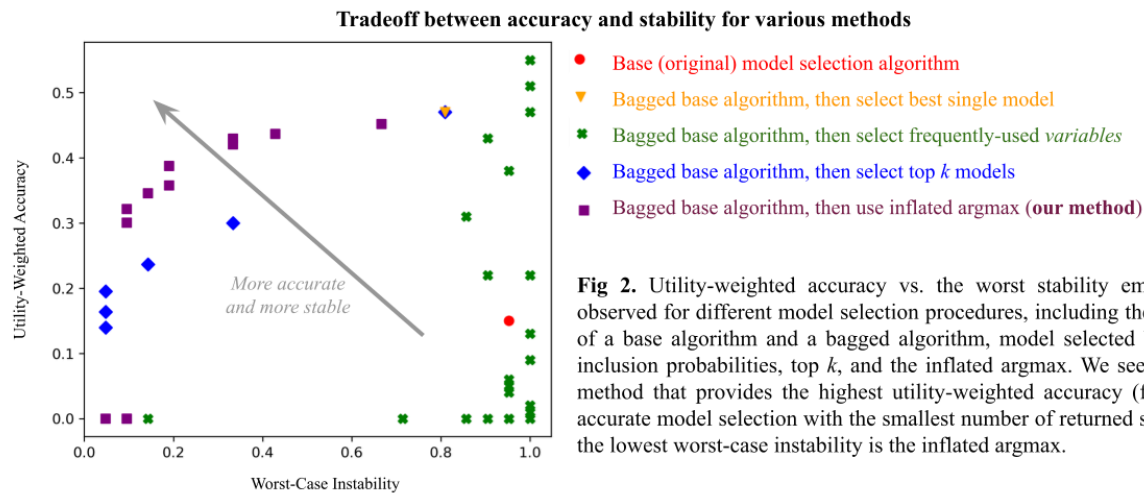 Tradeoff between accuracy and stability for various methods
Utility-Weighted Accuracy
0.5
0.4
0.3
0.2
0.1
0.0
0.0 0.2 0.4 0.6 0.8 1.0
Worst-Case Instability
More accurate
and more stable
Base (original) model selection algorithm
Bagged base algorithm, then select best single model
Bagged base algorithm, then select frequently-used variables
Bagged base algorithm, then select top k models
Bagged base algorithm, then use inflated argmax (our method)
Fig 2. Utility-weighted accuracy vs. the worst stability em
observed for different model selection procedures, including the
of a base algorithm and a bagged algorithm, model selected
inclusion probabilities, top k, and the inflated argmax. We see
method that provides the highest utility-weighted accuracy (f
accurate model selection with the smallest number of returned s
the lowest worst-case instability is the inflated argmax.